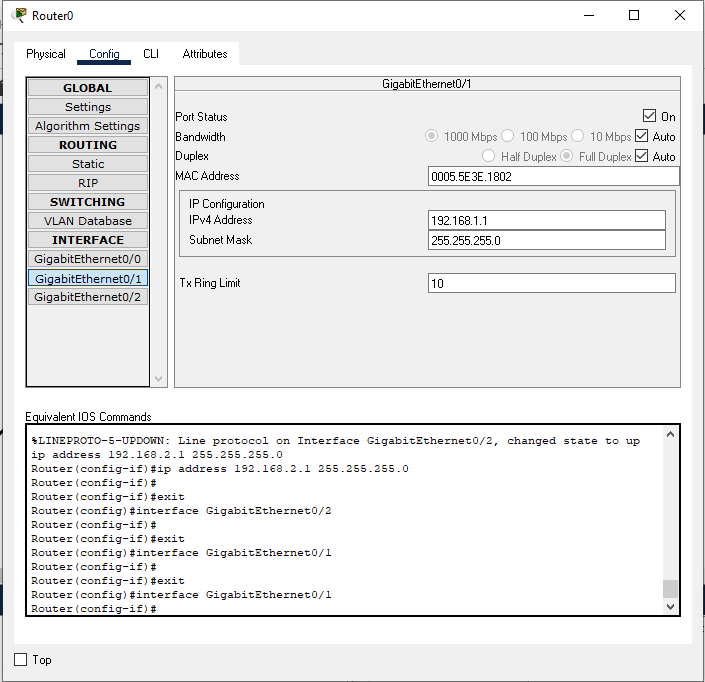 Router0
Physical Config CLI Attributes
GLOBAL
Settings
Algorithm Settings
ROUTING
Static
RIP
SWITCHING
VLAN Database
INTERFACE
GigabitEthernet0/0
GigabitEthernet0/1
GigabitEthernet0/2
GigabitEthernet0/1
Port Status On
Bandwidth 1000 Mbps 100 Mbps 10 Mbps Auto
Duplex Half Duplex Full Duplex Auto
MAC Address 0005.5E3E.1802
IP Configuration
IPv4 Address 192.168.1.1
Subnet Mask 255.255.255.0
Tx Ring Limit 10
Equivalent IOS Commands
%LINEPROTO-5-UPDOWN: Line protocol on Interface GigabitEthernet0/2, changed state to up
ip address 192.168.2.1 255.255.255.0
Router(config-if)#ip address 192.168.2.1 255.255.255.0
Router(config-if)#
Router(config-if)#exit
Router(config)#interface GigabitEthernet0/2
Router(config-if)#
Router(config-if)#exit
Router(config)#interface GigabitEthernet0/1
Router(config-if)#
Router(config-if)#exit
Router(config)#interface GigabitEthernet0/1
Router(config-if)#
Top